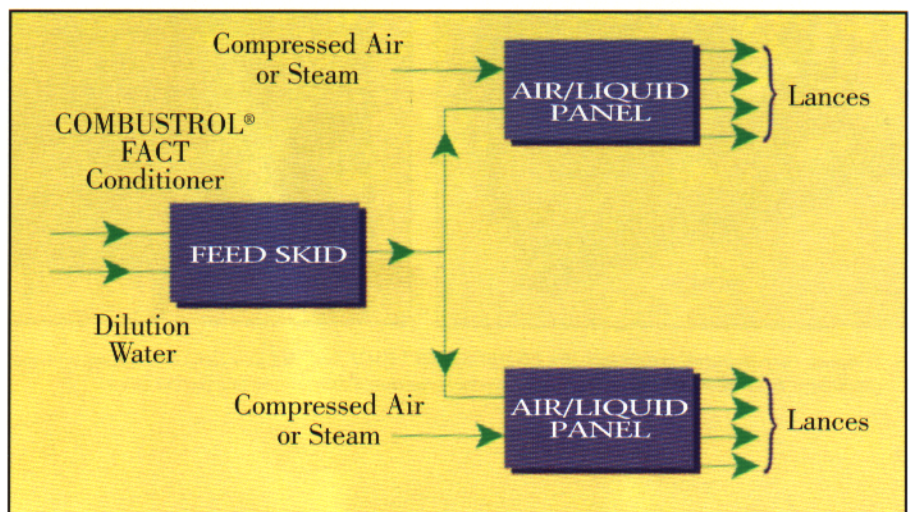 Compressed Air
or Steam
AIR/LIQUID
PANEL
Lances
COMBUSTROL®
FACT
Conditioner
FEED SKID
Dilution
Water
Compressed Air
or Steam
AIR/LIQUID
PANEL
Lances